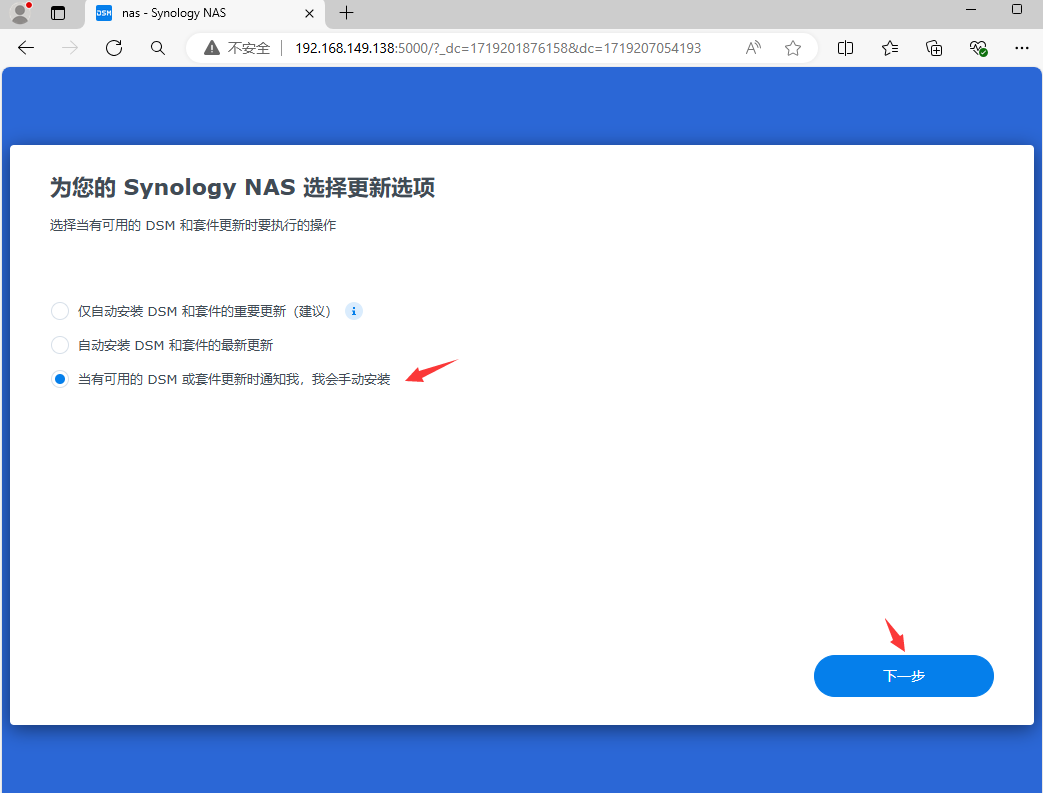 DSM nas - Synology NAS
不安全 192.168.149.138:5000/?_dc=1719201876158&dc=1719207054193
为您的 Synology NAS 选择更新选项
选择当有可用的 DSM 和套件更新时要执行的操作
仅自动安装 DSM 和套件的重要更新（建议） i
自动安装 DSM 和套件的最新更新
当有可用的 DSM 或套件更新时通知我，我会手动安装
下一步